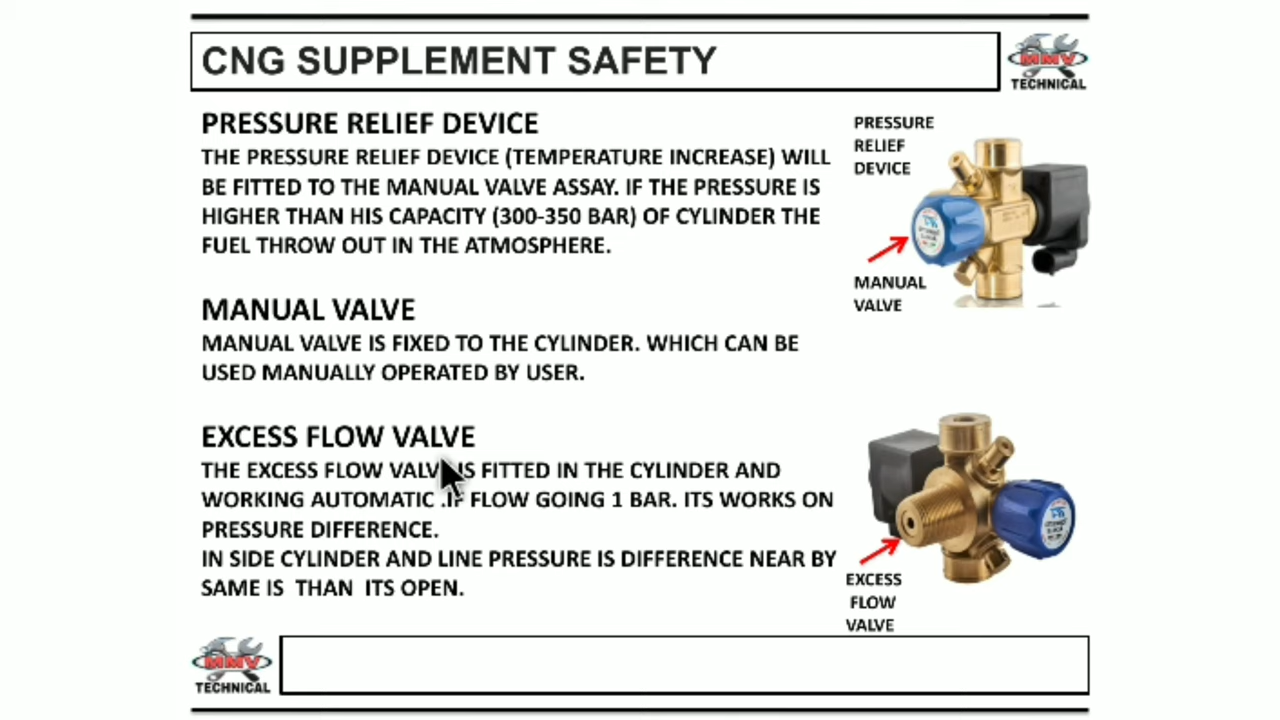 CNG SUPPLEMENT SAFETY
MMV
TECHNICAL
PRESSURE RELIEF DEVICE
THE PRESSURE RELIEF DEVICE (TEMPERATURE INCREASE) WILL
BE FITTED TO THE MANUAL VALVE ASSAY. IF THE PRESSURE IS
HIGHER THAN HIS CAPACITY (300-350 BAR) OF CYLINDER THE
FUEL THROW OUT IN THE ATMOSPHERE.
PRESSURE
RELIEF
DEVICE
MANUAL
VALVE
MANUAL VALVE
MANUAL VALVE IS FIXED TO THE CYLINDER. WHICH CAN BE
USED MANUALLY OPERATED BY USER.
EXCESS FLOW VALVE
THE EXCESS FLOW VALVE IS FITTED IN THE CYLINDER AND
WORKING AUTOMATIC .IF FLOW GOING 1 BAR. ITS WORKS ON
PRESSURE DIFFERENCE.
IN SIDE CYLINDER AND LINE PRESSURE IS DIFFERENCE NEAR BY
SAME IS THAN ITS OPEN.
EXCESS
FLOW
VALVE
MMV
TECHNICAL